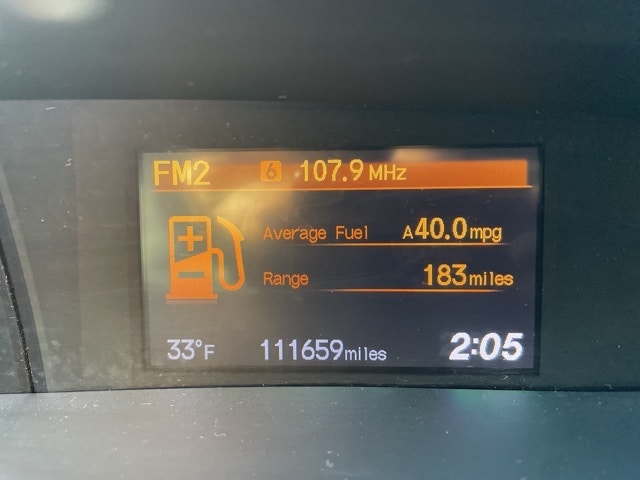 FM2 6 107.9 MHz
Average Fuel A40.0mpg
Range 183miles
33°F 111659miles 2:05